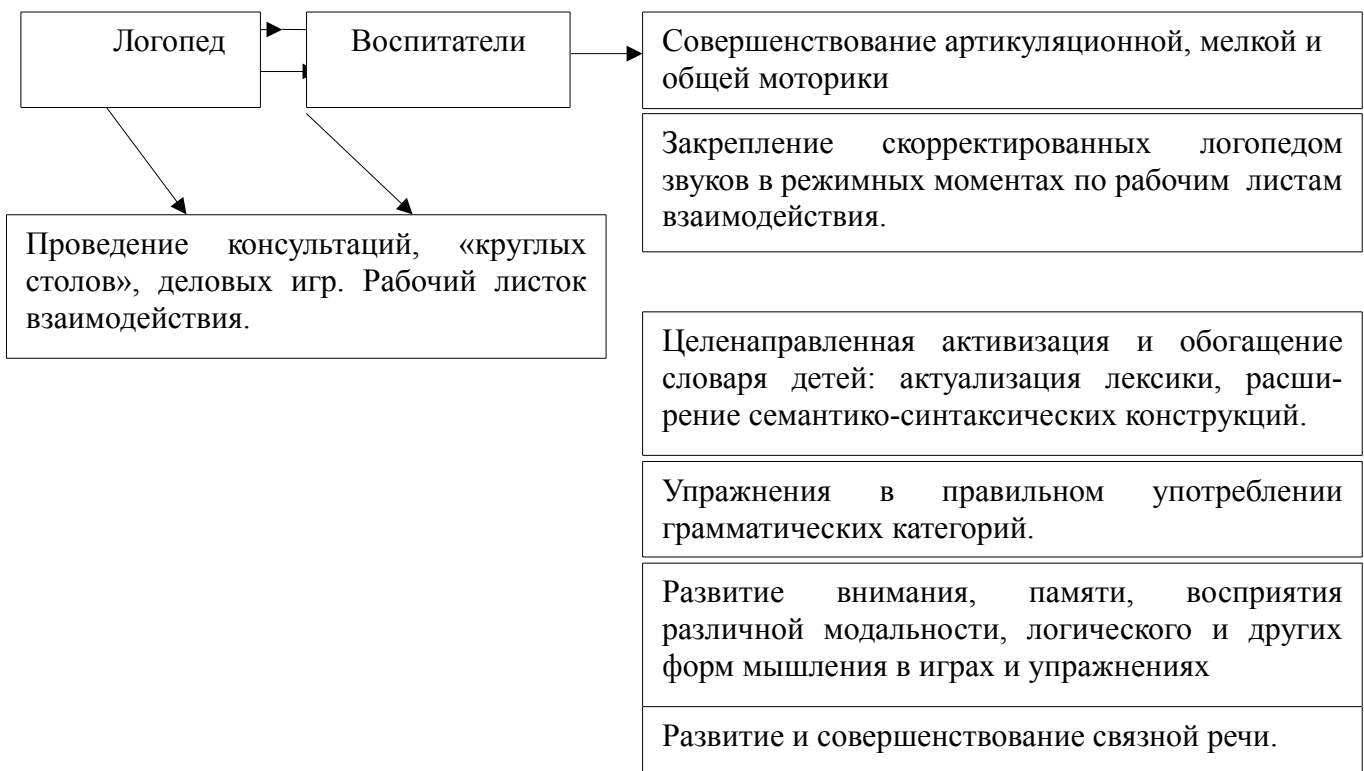 Логопед
Воспитатели
Совершенствование артикуляционной, мелкой и
общей моторики
Закрепление скорректированных логопедом
звуков в режимных моментах по рабочим листам
взаимодействия.
Проведение консультаций, «круглых
столов», деловых игр. Рабочий листок
взаимодействия.
Целенаправленная активизация и обогащение
словаря детей: актуализация лексики, расши-
рение семантико-синтаксических конструкций.
Упражнения в правильном употреблении
грамматических категорий.
Развитие внимания, памяти, восприятия
различной модальности, логического и других
форм мышления в играх и упражнениях
Развитие и совершенствование связной речи.